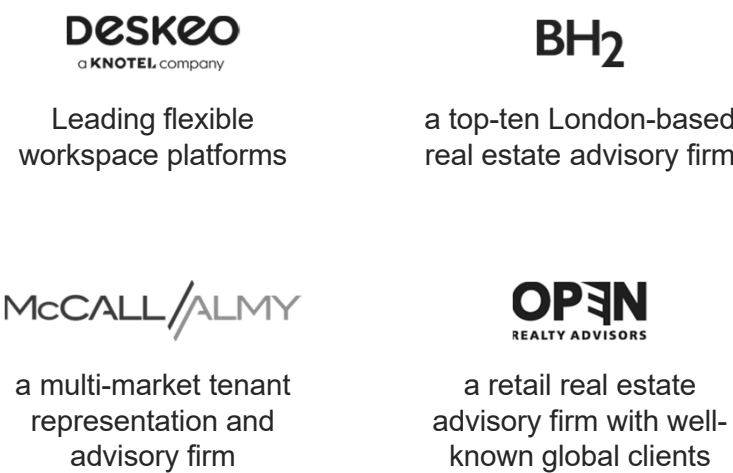 DESKEO
a KNOTEL company
Leading flexible
workspace platforms
BH2
a top-ten London-based
real estate advisory firm
McCALL/ALMY
a multi-market tenant
representation and
advisory firm
OPEN
REALTY ADVISORS
a retail real estate
advisory firm with well-
known global clients